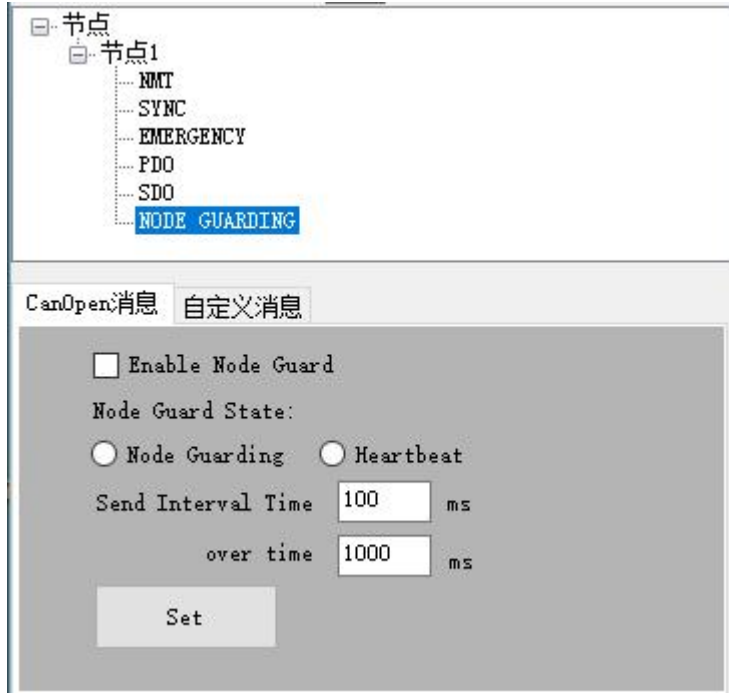 节点
节点1
NMT
SYNC
EMERGENCY
PDO
SDO
NODE GUARDING
CanOpen消息 自定义消息
Enable Node Guard
Node Guard State:
Node Guarding Heartbeat
Send Interval Time 100 ms
over time 1000 ms
Set